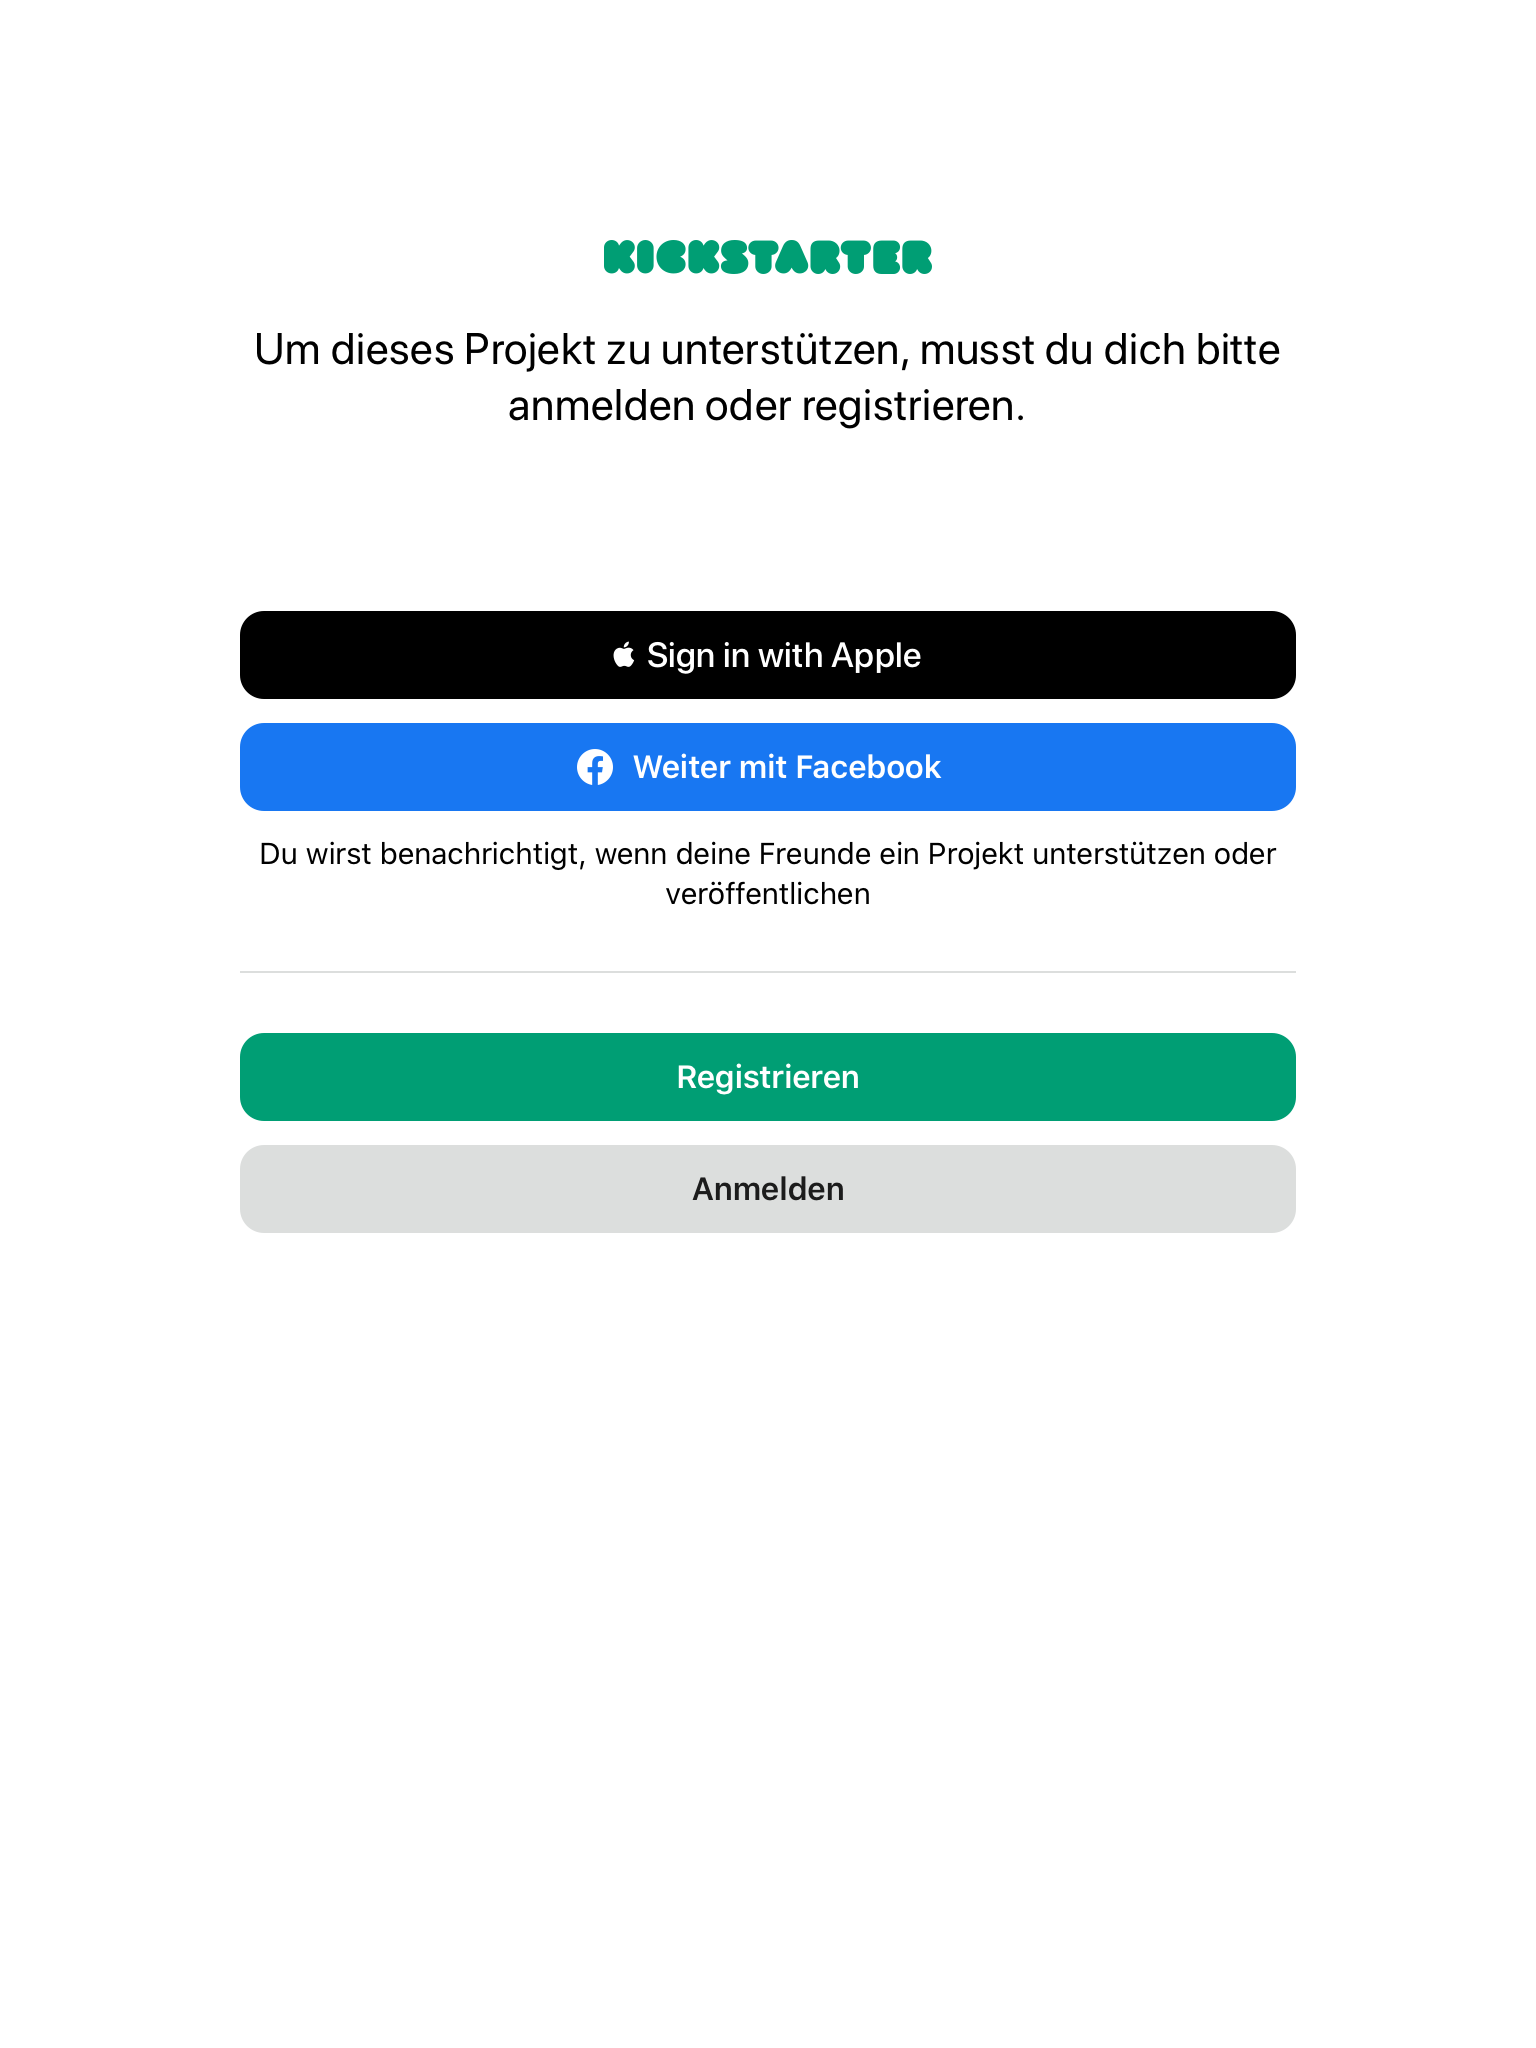 KICKSTARTER
Um dieses Projekt zu unterstützen, musst du dich bitte
anmelden oder registrieren.
Sign in with Apple
Weiter mit Facebook
Du wirst benachrichtigt, wenn deine Freunde ein Projekt unterstützen oder
veröffentlichen
Registrieren
Anmelden